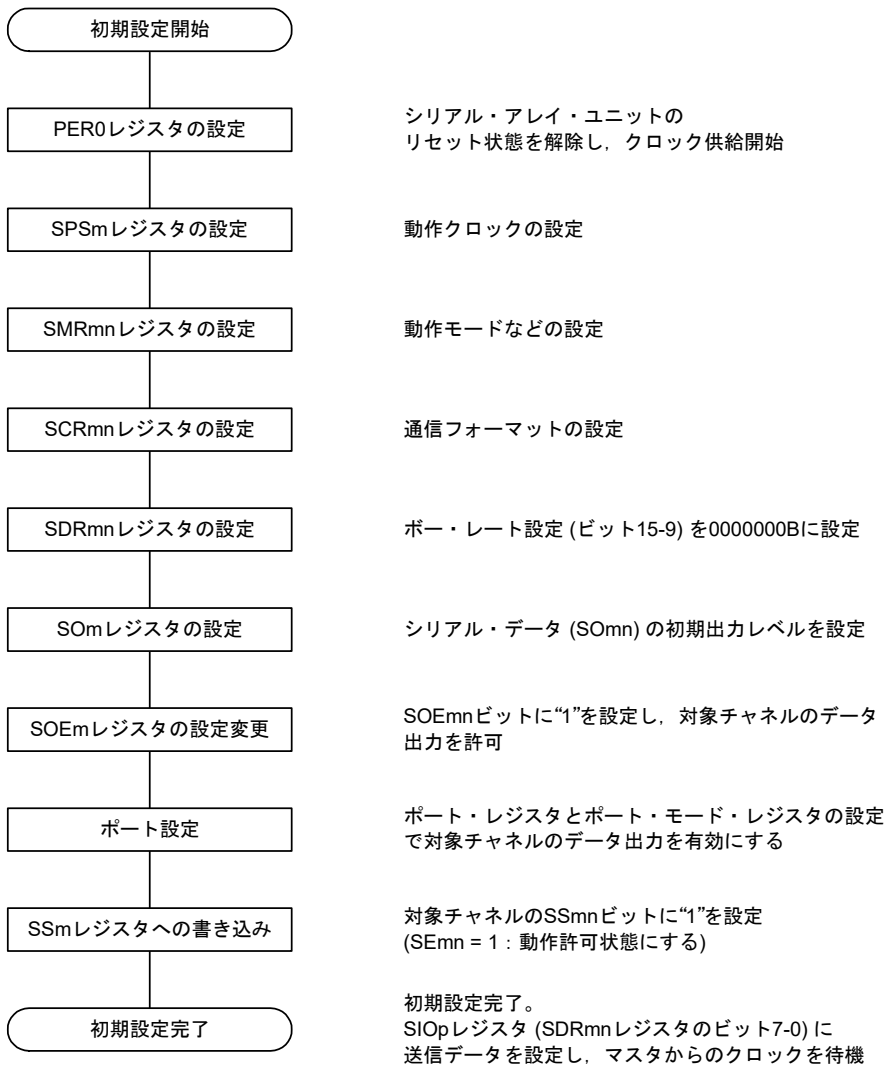 初期設定開始
PER0レジスタの設定
シリアル・アレイ・ユニットの
リセット状態を解除し，クロック供給開始
SPSmレジスタの設定
動作クロックの設定
SMRmnレジスタの設定
動作モードなどの設定
SCRmnレジスタの設定
通信フォーマットの設定
SDRmnレジスタの設定
ボー・レート設定 (ビット15-9) を0000000Bに設定
SOmレジスタの設定
シリアル・データ (SOmn) の初期出力レベルを設定
SOEmレジスタの設定変更
SOEmnビットに“1”を設定し，対象チャネルのデータ
出力を許可
ポート設定
ポート・レジスタとポート・モード・レジスタの設定
で対象チャネルのデータ出力を有効にする
SSmレジスタへの書き込み
対象チャネルのSSmnビットに“1”を設定
(SEmn = 1：動作許可状態にする)
初期設定完了
初期設定完了。
SIOpレジスタ (SDRmnレジスタのビット7-0) に
送信データを設定し，マスタからのクロックを待機